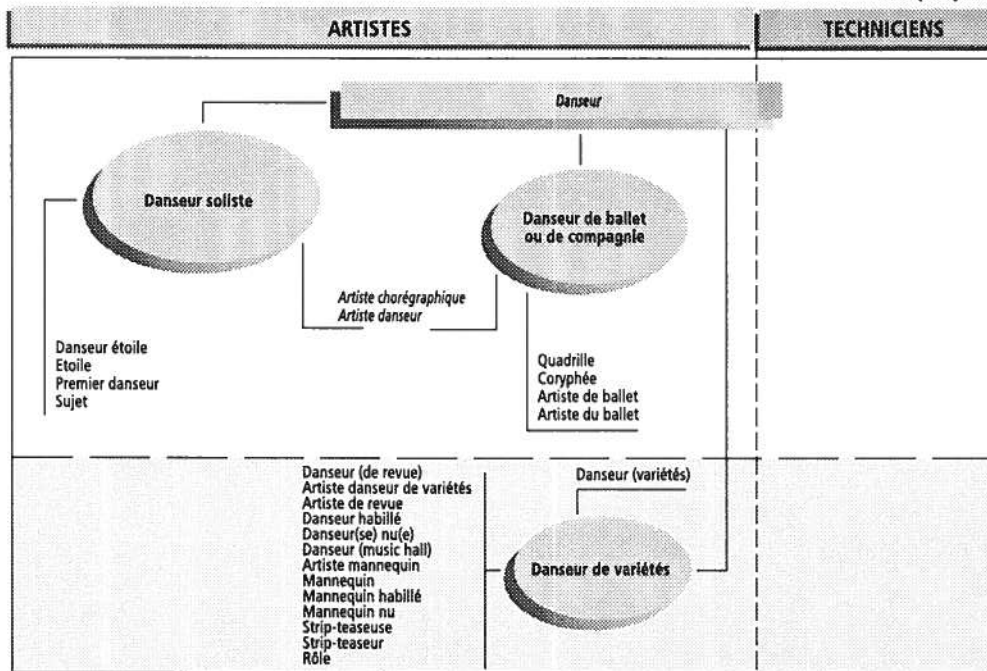 ARTISTES
TECHNICIENS
Danseur
Danseur soliste
Danseur de ballet
ou de compagnie
Artiste chorégraphique
Artiste danseur
Danseur étoile
Etoile
Premier danseur
Sujet
Quadrille
Coryphée
Artiste de ballet
Artiste du ballet
Danseur (de revue)
Artiste danseur de variétés
Artiste de revue
Danseur habillé
Danseur(se) nu(e)
Danseur (music hall)
Artiste mannequin
Mannequin
Mannequin habillé
Mannequin nu
Strip-teaseuse
Strip-teaseur
Rôle
Danseur (variétés)
Danseur de variétés